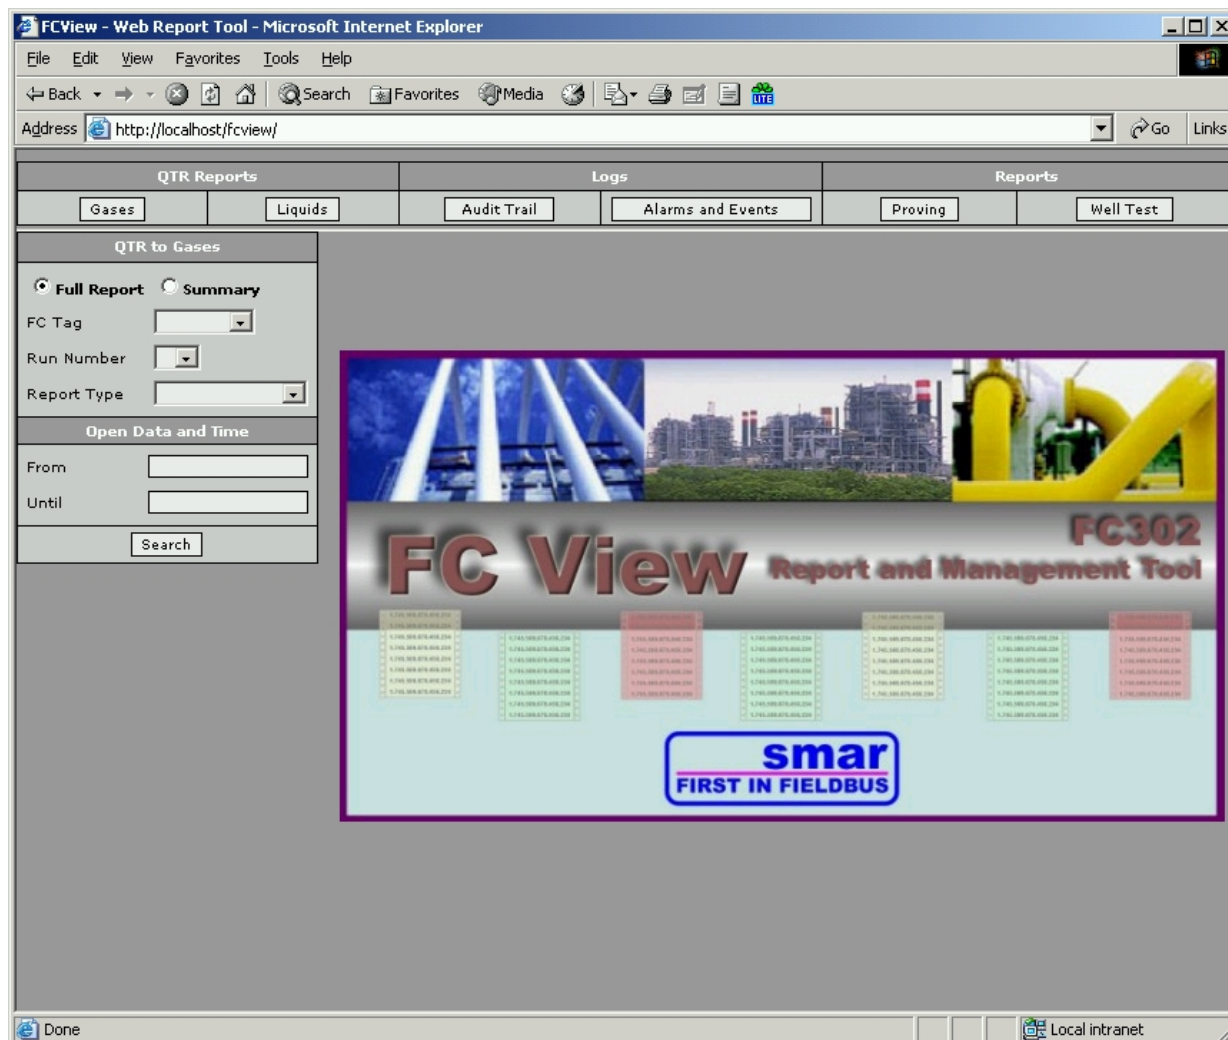 FCView - Web Report Tool - Microsoft Internet Explorer
File Edit View Favorites Tools Help
Back Search Favorites Media LITE
Address http://localhost/fcview/ Go Links
QTR Reports Logs Reports
Gases Liquids Audit Trail Alarms and Events Proving Well Test
QTR to Gases
Full Report Summary
FC Tag
Run Number
Report Type
Open Data and Time
From
Until
Search
FC View
FC302
Report and Management Tool
smar
FIRST IN FIELDBUS
Done Local intranet